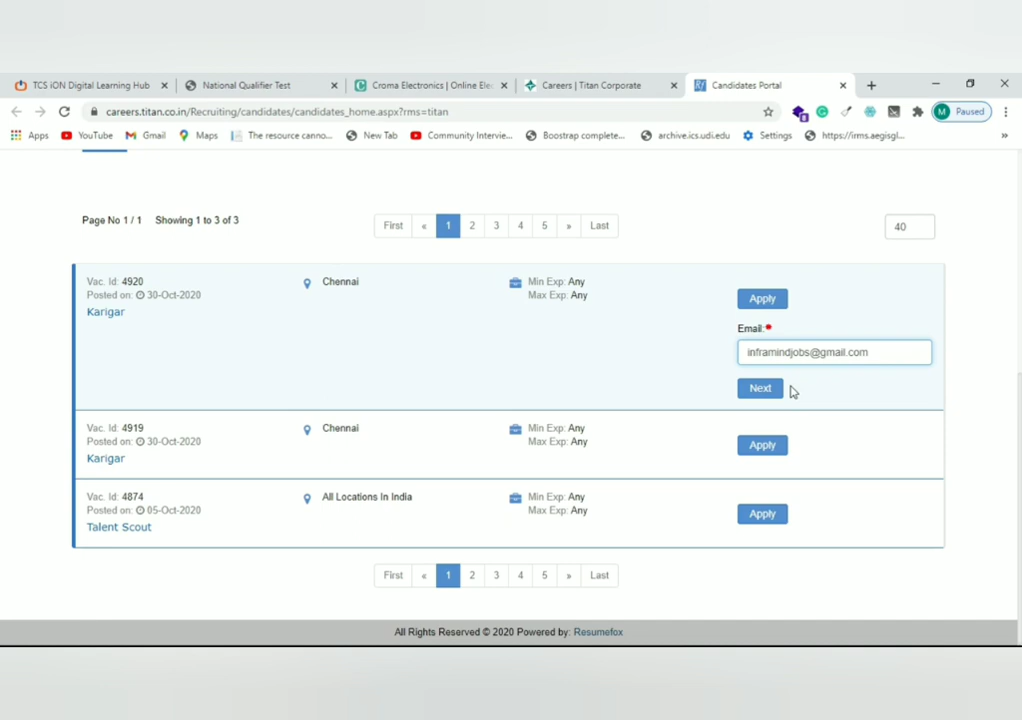 TCS iON Digital Learning Hub
National Qualifier Test
Croma Electronics | Online Ele
Careers | Titan Corporate
Candidates Portal
careers.titan.co.in/Recruiting/candidates/candidates_home.aspx?rms=titan
M Paused
Apps YouTube Gmail Maps The resource canno... New Tab Community Intervie... Boostrap complete... archive.ics.udi.edu Settings https://irms.aegisgl... »
Page No 1 / 1 Showing 1 to 3 of 3
First « 1 2 3 4 5 » Last
40
Vac. Id: 4920
Posted on: 30-Oct-2020
Karigar
Chennai
Min Exp: Any
Max Exp: Any
Apply
Email:
inframindjobs@gmail.com
Next
Vac. Id: 4919
Posted on: 30-Oct-2020
Karigar
Chennai
Min Exp: Any
Max Exp: Any
Apply
Vac. Id: 4874
Posted on: 05-Oct-2020
Talent Scout
All Locations In India
Min Exp: Any
Max Exp: Any
Apply
First « 1 2 3 4 5 » Last
All Rights Reserved © 2020 Powered by: Resumefox